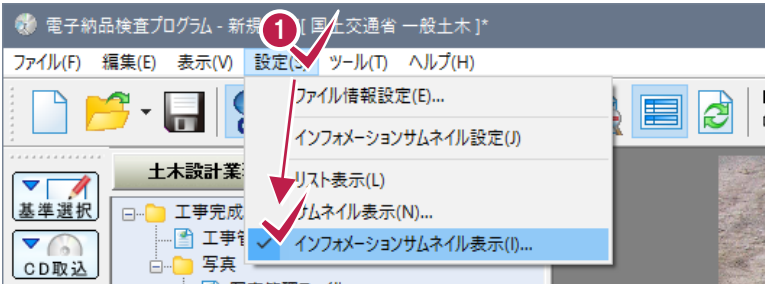 電子納品検査プログラム - 新規 [ 国土交通省 一般土木 ]*
1
ファイル(F) 編集(E) 表示(V) 設定(S) ツール(T) ヘルプ(H)
ファイル情報設定(E)...
インフォメーションサムネイル設定(J)
リスト表示(L)
サムネイル表示(N)...
インフォメーションサムネイル表示(I)...
土木設計業
基準選択
CD取込
工事完成
工事管
写真